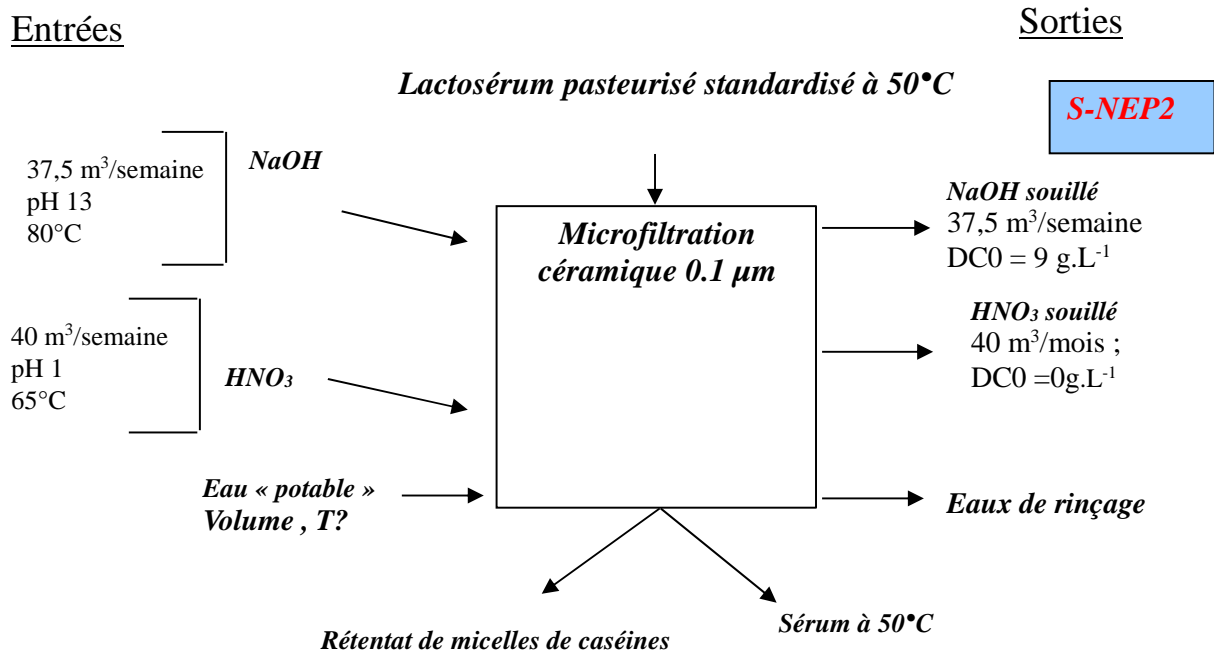 Entrées
Sorties
Lactosérum pasteurisé standardisé à 50°C
S-NEP2
37,5 m³/semaine
pH 13
80°C
NaOH
NaOH souillé
37,5 m³/semaine
DC0 = 9 g.L⁻¹
Microfiltration
céramique 0.1 µm
40 m³/semaine
pH 1
65°C
HNO₃
HNO₃ souillé
40 m³/mois ;
DC0 =0g.L⁻¹
Eau « potable »
Volume , T?
Eaux de rinçage
Rétentat de micelles de caséines
Sérum à 50°C